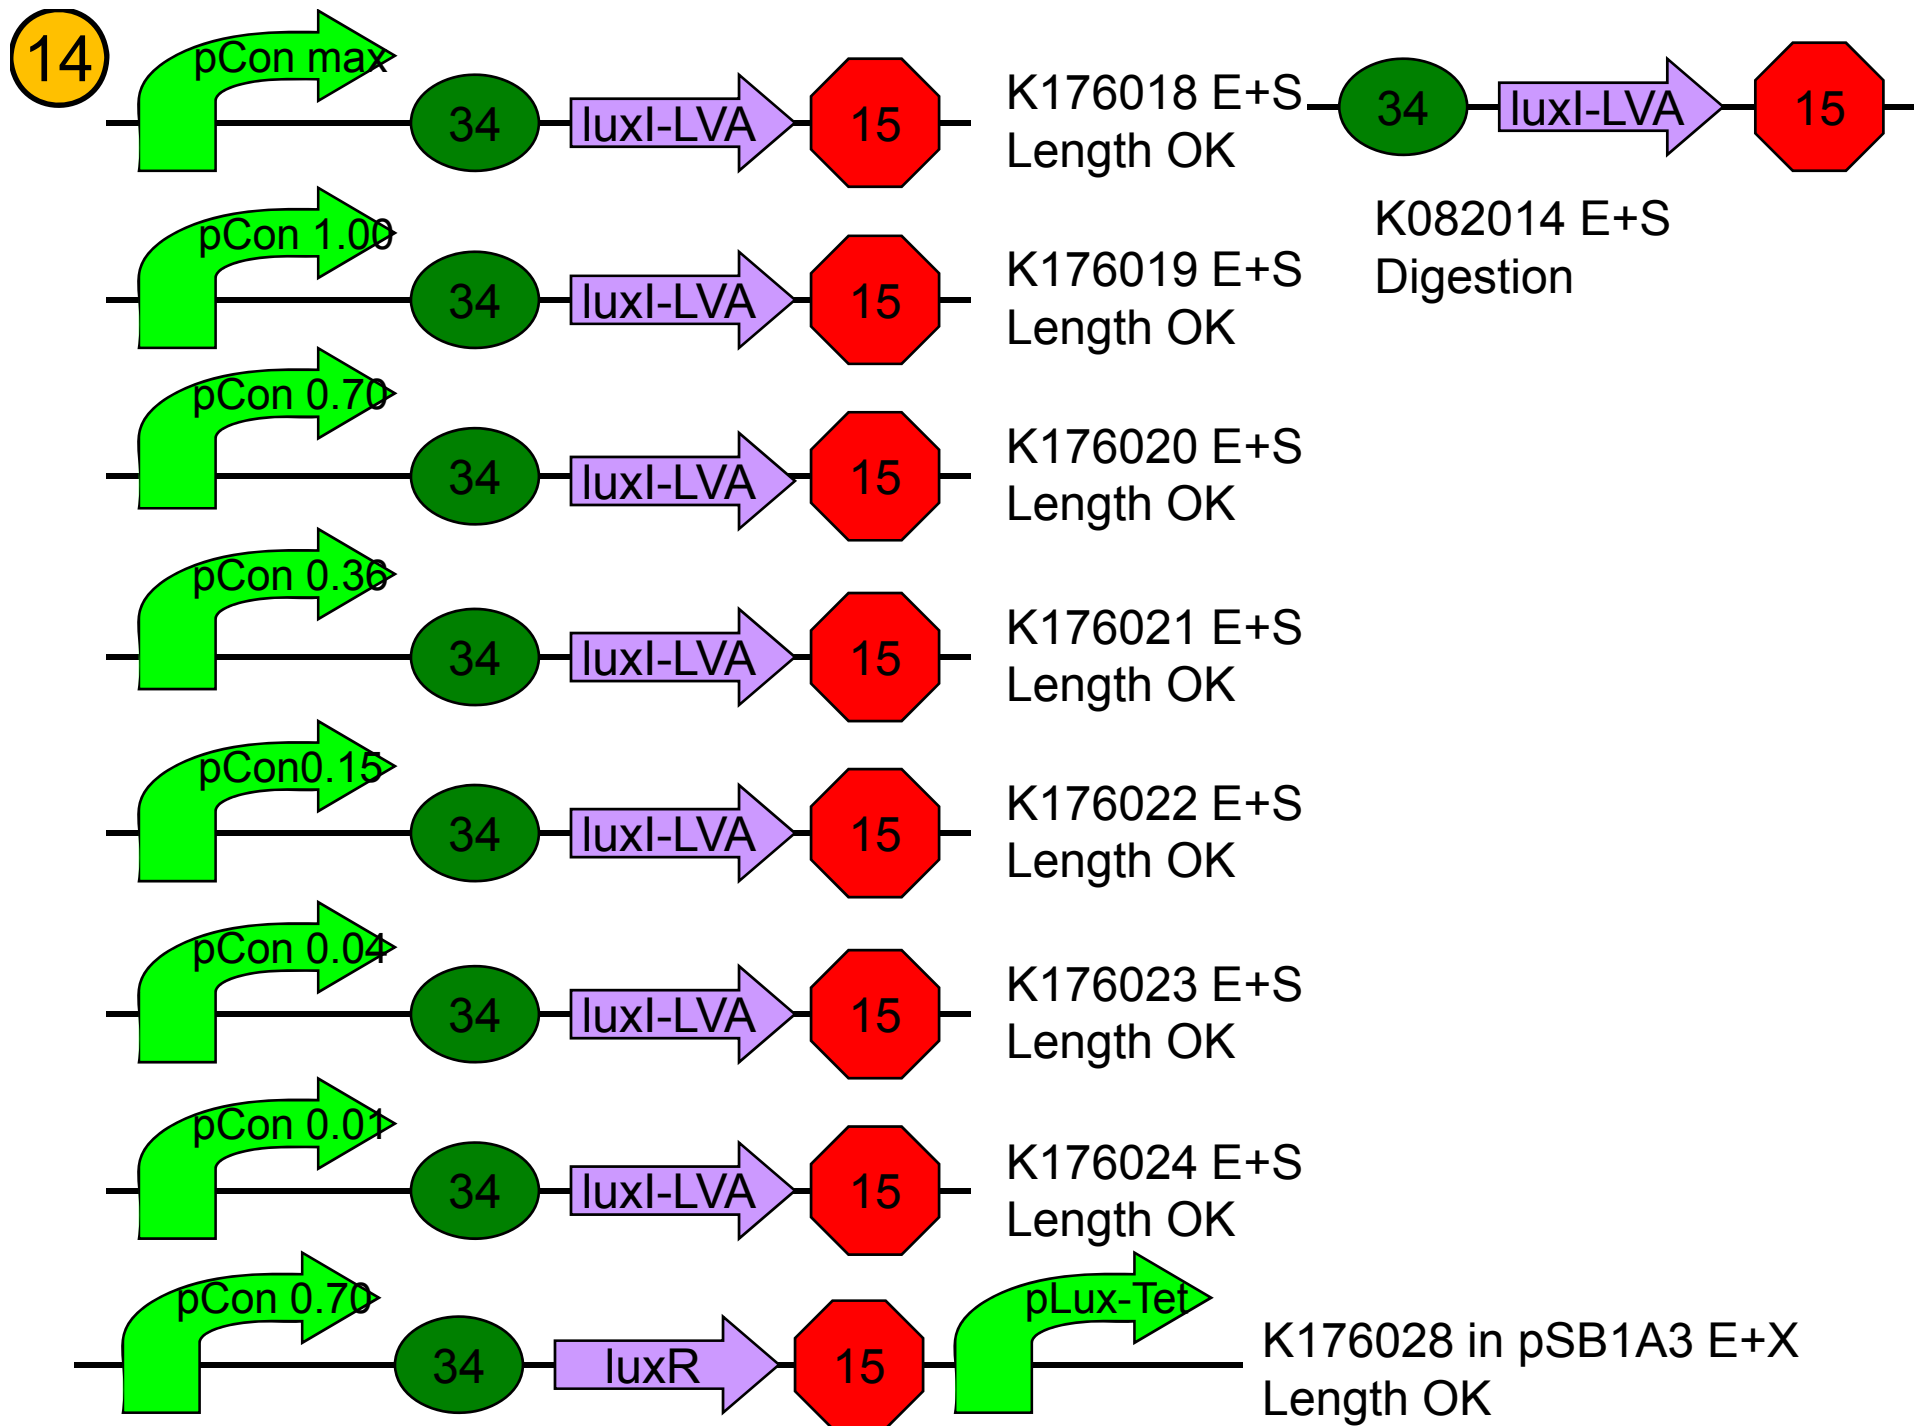 14
pCon max
34
luxI-LVA
15
K176018 E+S
Length OK
34
luxI-LVA
15
K082014 E+S
Digestion
pCon 1.00
34
luxI-LVA
15
K176019 E+S
Length OK
pCon 0.70
34
luxI-LVA
15
K176020 E+S
Length OK
pCon 0.36
34
luxI-LVA
15
K176021 E+S
Length OK
pCon0.15
34
luxI-LVA
15
K176022 E+S
Length OK
pCon 0.04
34
luxI-LVA
15
K176023 E+S
Length OK
pCon 0.01
34
luxI-LVA
15
K176024 E+S
Length OK
pCon 0.70
34
luxR
15
pLux-Tet
K176028 in pSB1A3 E+X
Length OK